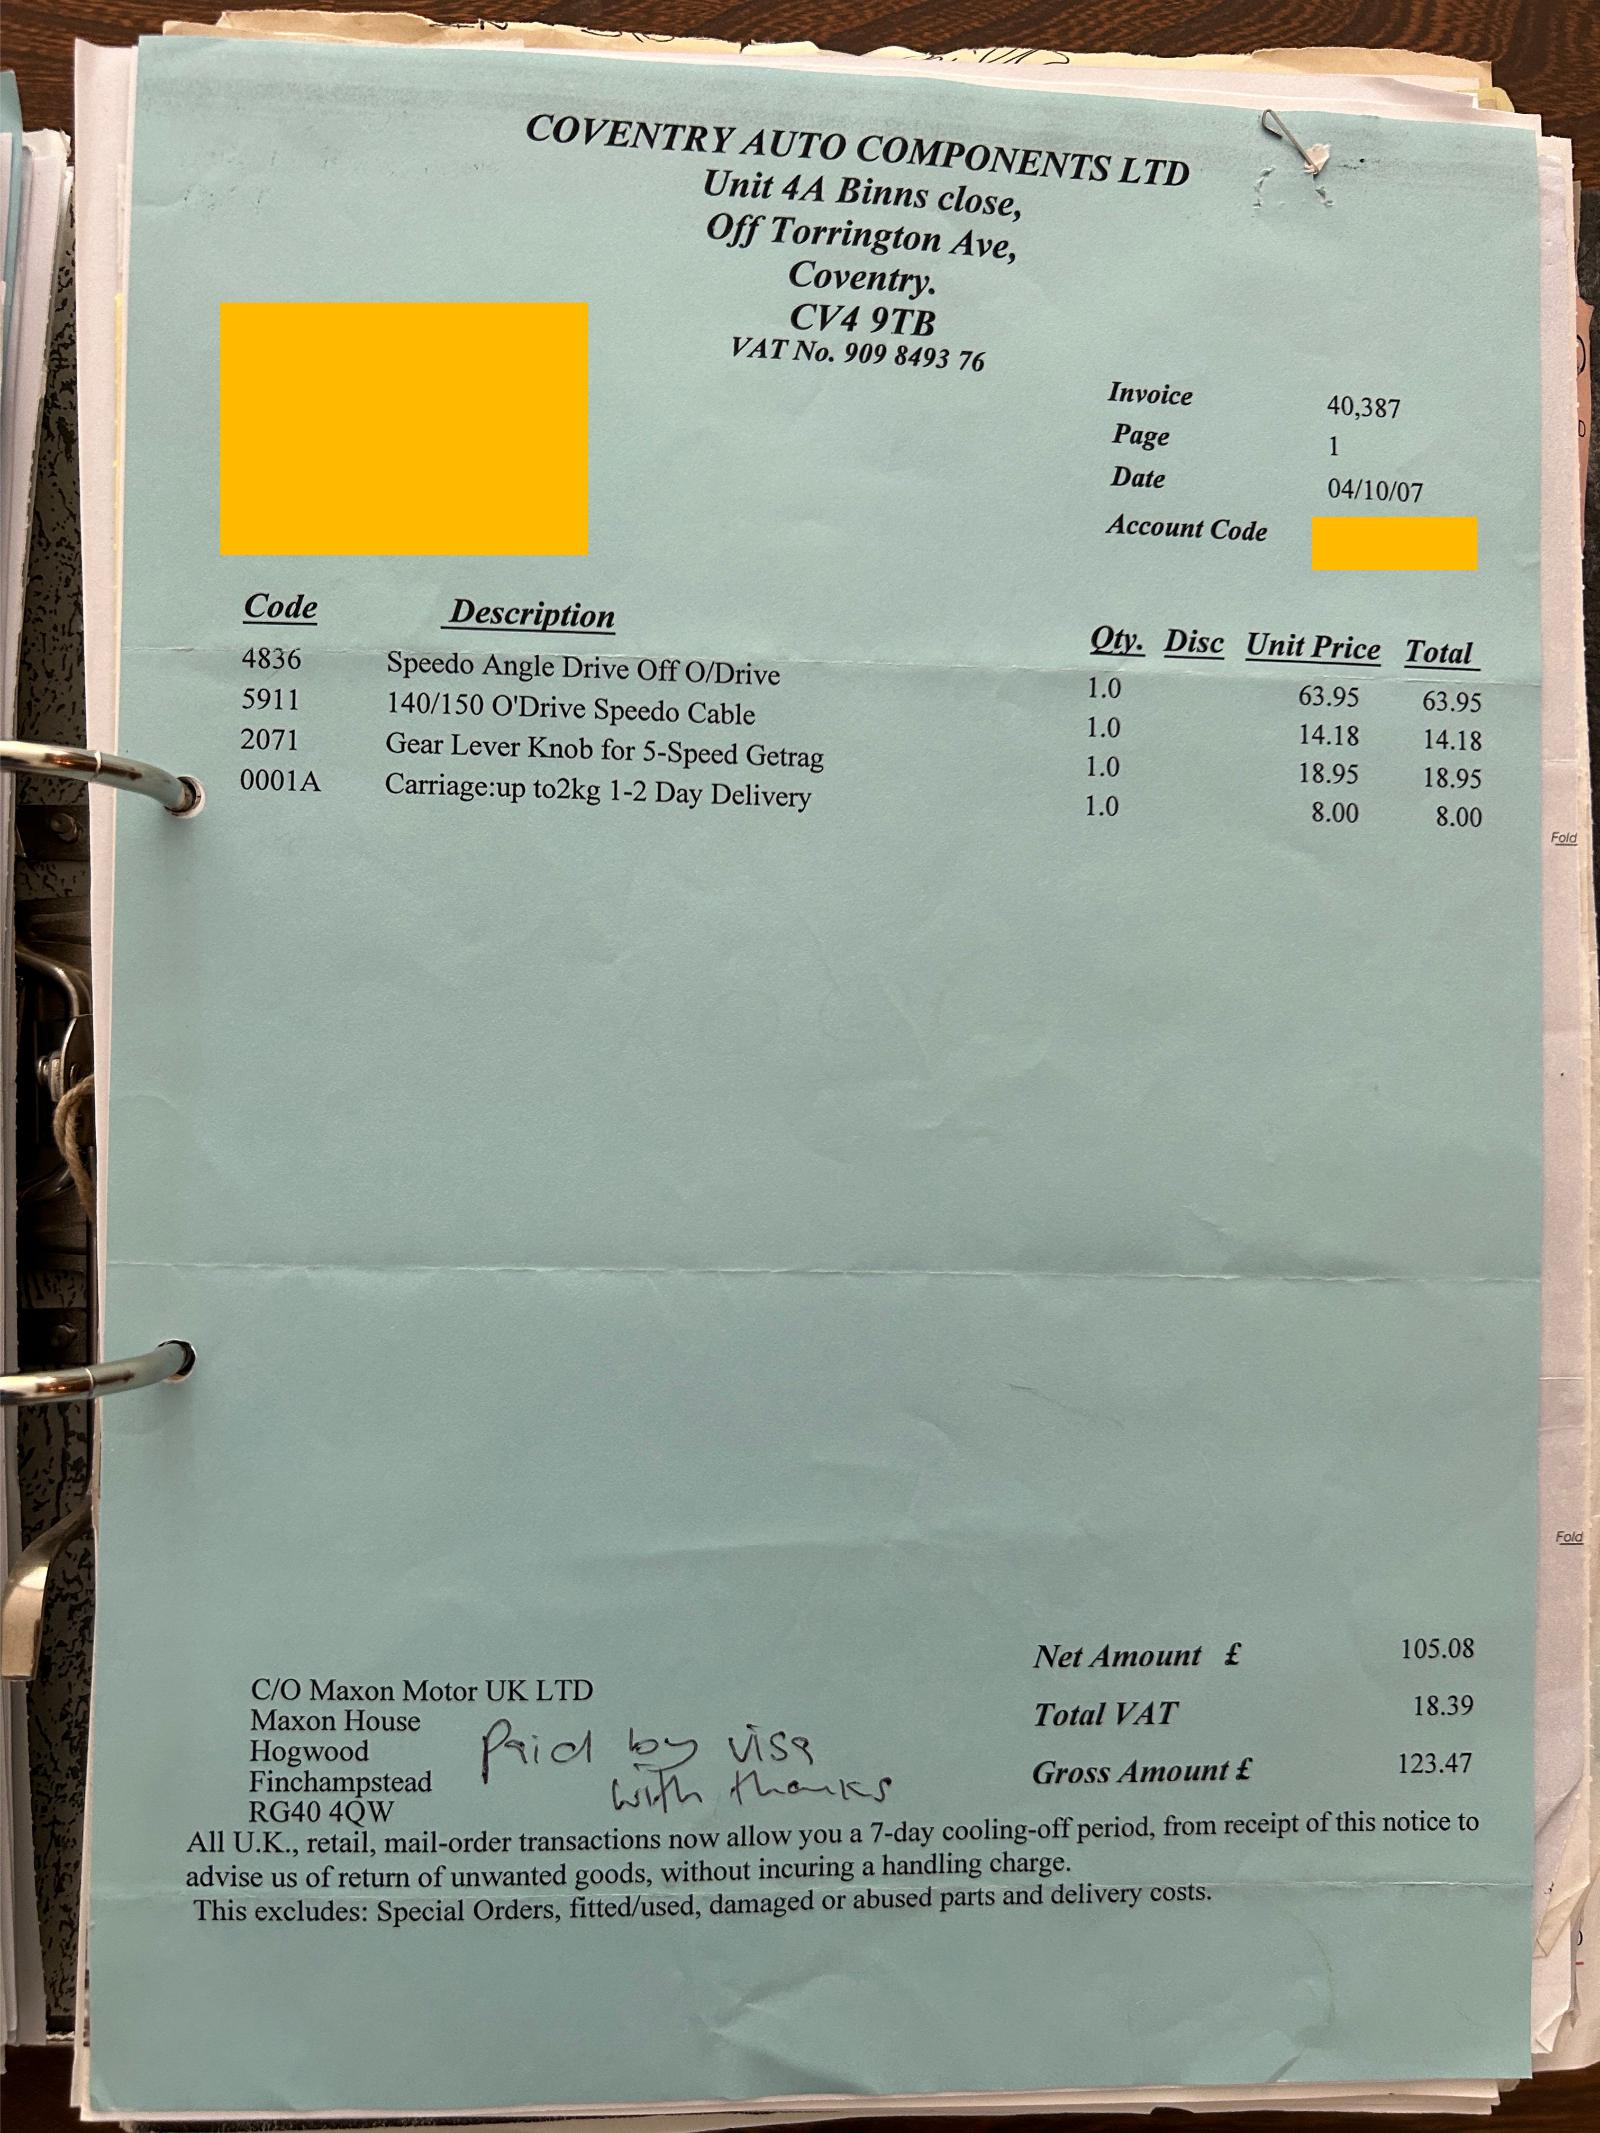 COVENTRY AUTO COMPONENTS LTD
Unit 4A Binns close,
Off Torrington Ave,
Coventry.
CV4 9TB
VAT No. 909 8493 76
Invoice 40,387
Page 1
Date 04/10/07
Account Code
Code Description Qty. Disc Unit Price Total
4836 Speedo Angle Drive Off O/Drive 1.0 63.95 63.95
5911 140/150 O'Drive Speedo Cable 1.0 14.18 14.18
2071 Gear Lever Knob for 5-Speed Getrag 1.0 18.95 18.95
0001A Carriage:up to2kg 1-2 Day Delivery 1.0 8.00 8.00
Fold
Fold
Net Amount £ 105.08
Total VAT 18.39
Gross Amount £ 123.47
C/O Maxon Motor UK LTD
Maxon House
Hogwood
Finchampstead
RG40 4QW
Paid by visa
with thanks
All U.K., retail, mail-order transactions now allow you a 7-day cooling-off period, from receipt of this notice to
advise us of return of unwanted goods, without incuring a handling charge.
This excludes: Special Orders, fitted/used, damaged or abused parts and delivery costs.